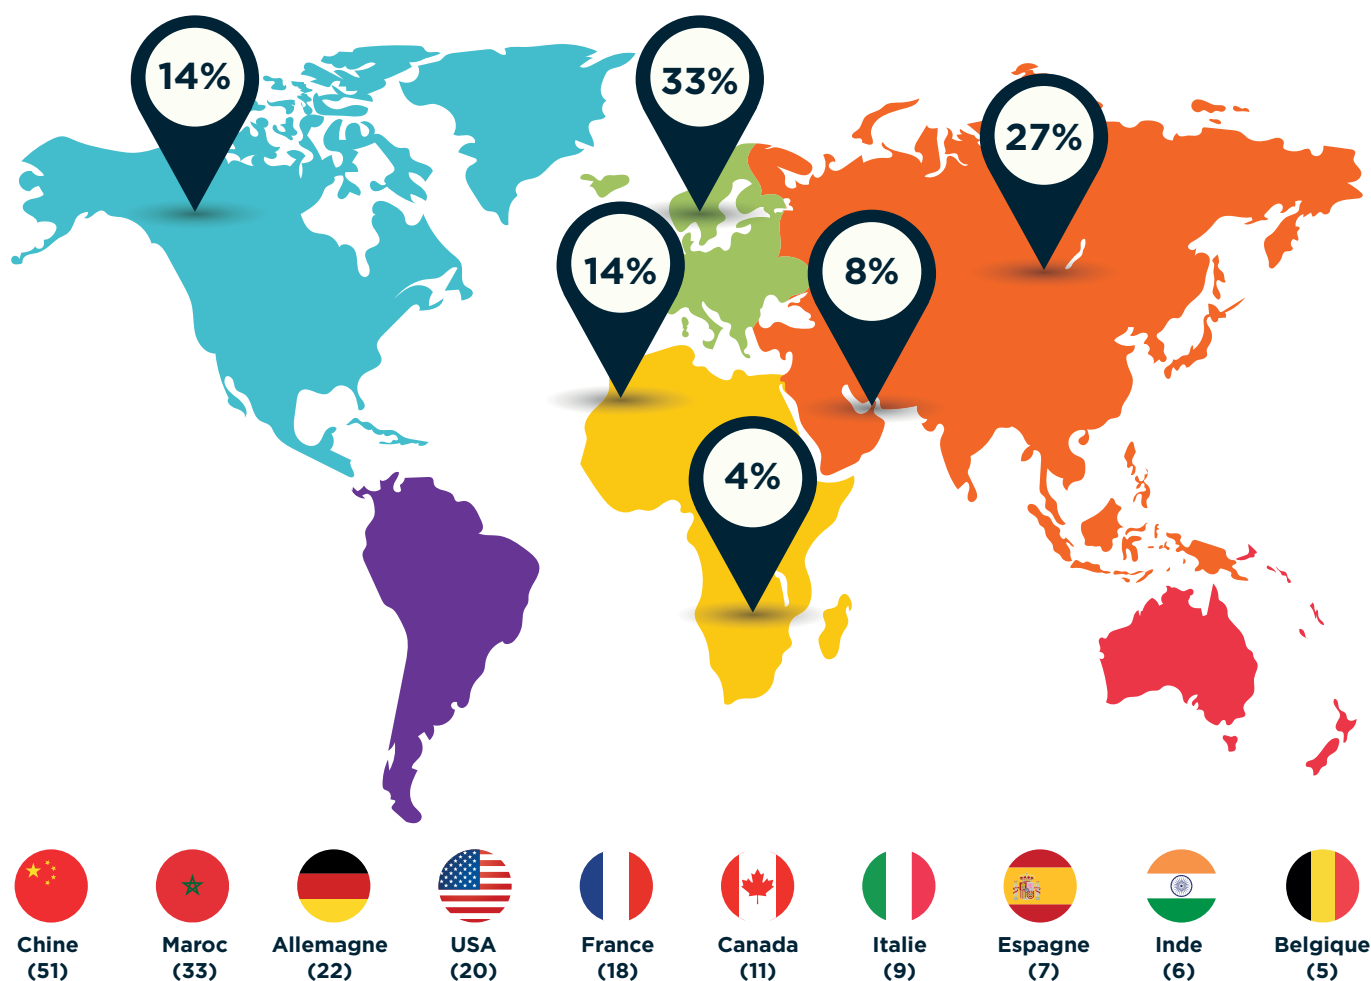 14%
33%
27%
14%
8%
4%
Chine
(51)
Maroc
(33)
Allemagne
(22)
USA
(20)
France
(18)
Canada
(11)
Italie
(9)
Espagne
(7)
Inde
(6)
Belgique
(5)